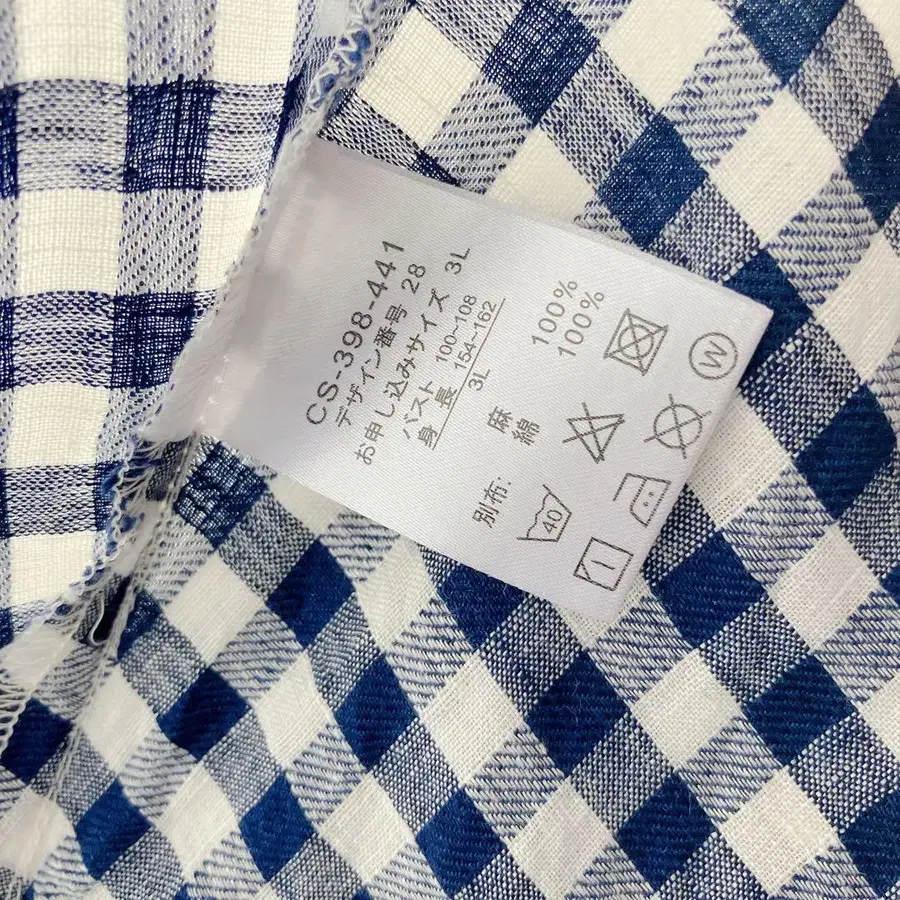 CS-398-441
デザイン番号 28
お申し込みサイズ 3L
バスト 100~108
身長 154~162
3L
麻 100%
別布: 綿 100%
40
W